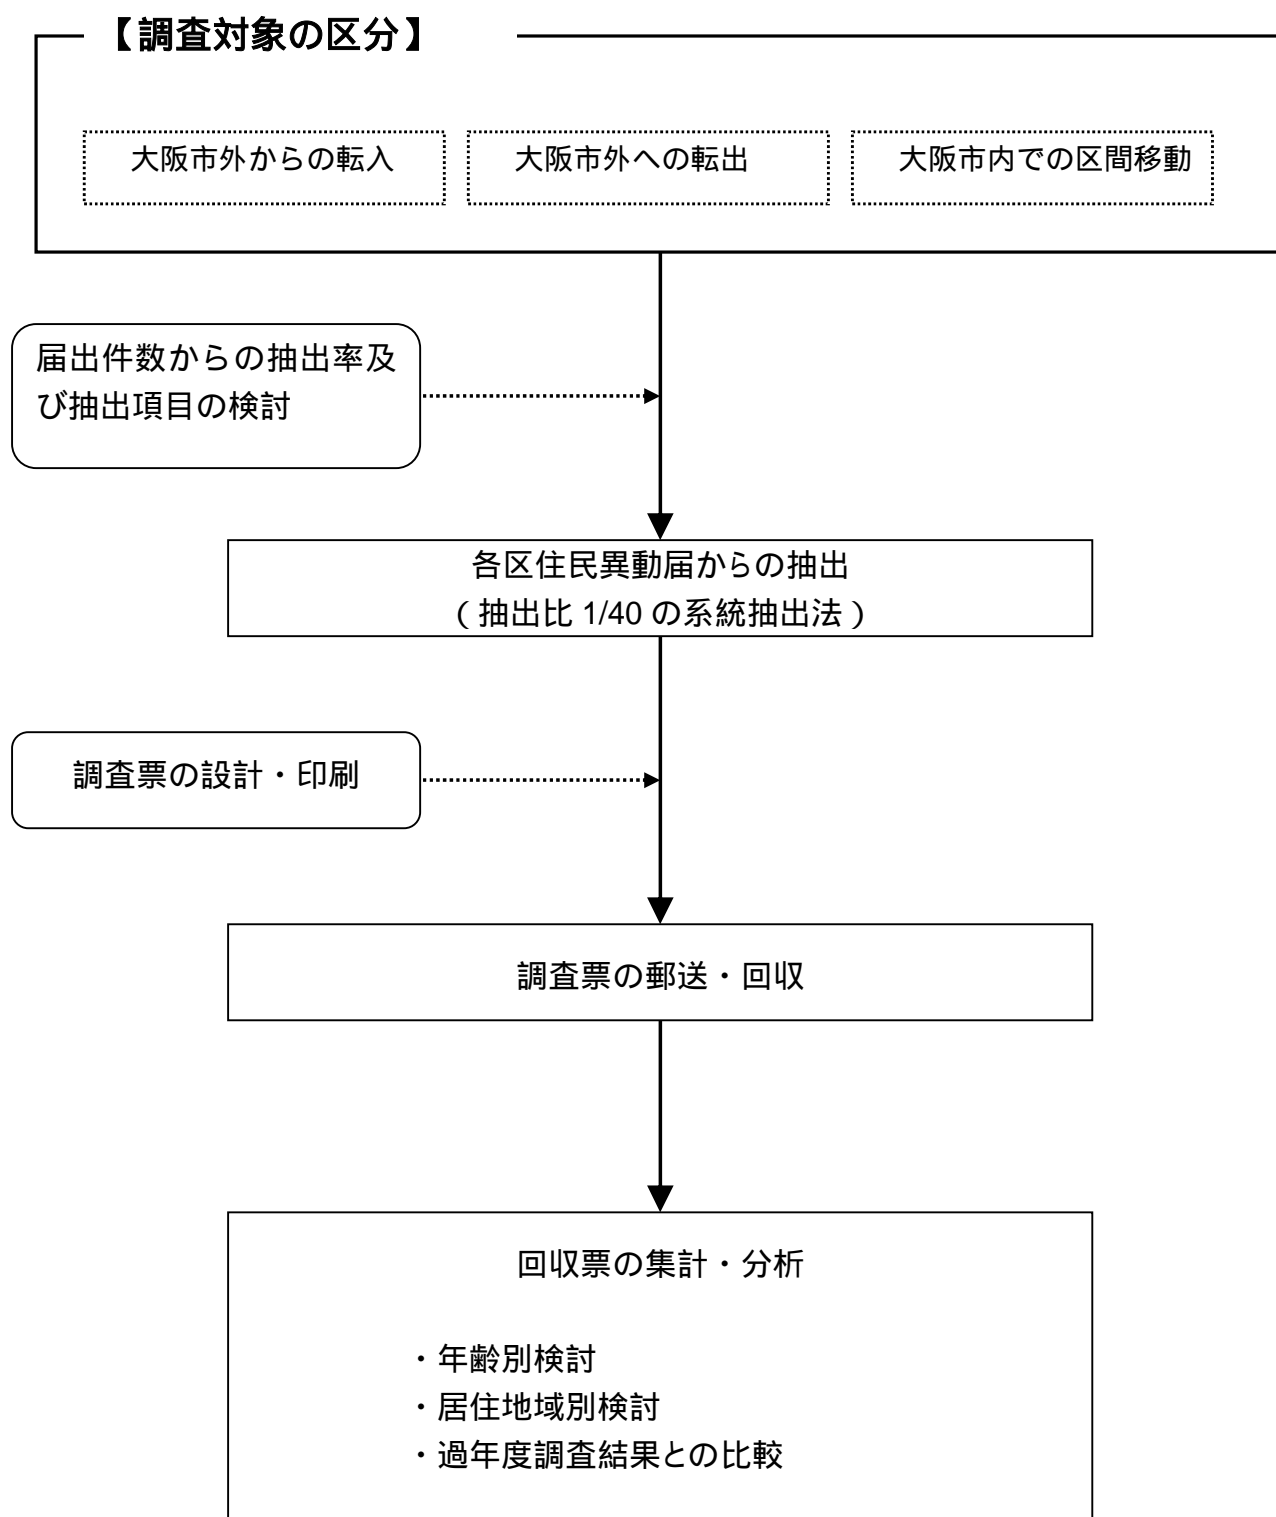 【調査対象の区分】
大阪市外からの転入
大阪市外への転出
大阪市内での区間移動
届出件数からの抽出率及
び抽出項目の検討
各区住民異動届からの抽出
（抽出比 1/40 の系統抽出法）
調査票の設計・印刷
調査票の郵送・回収
回収票の集計・分析
・年齢別検討
・居住地域別検討
・過年度調査結果との比較